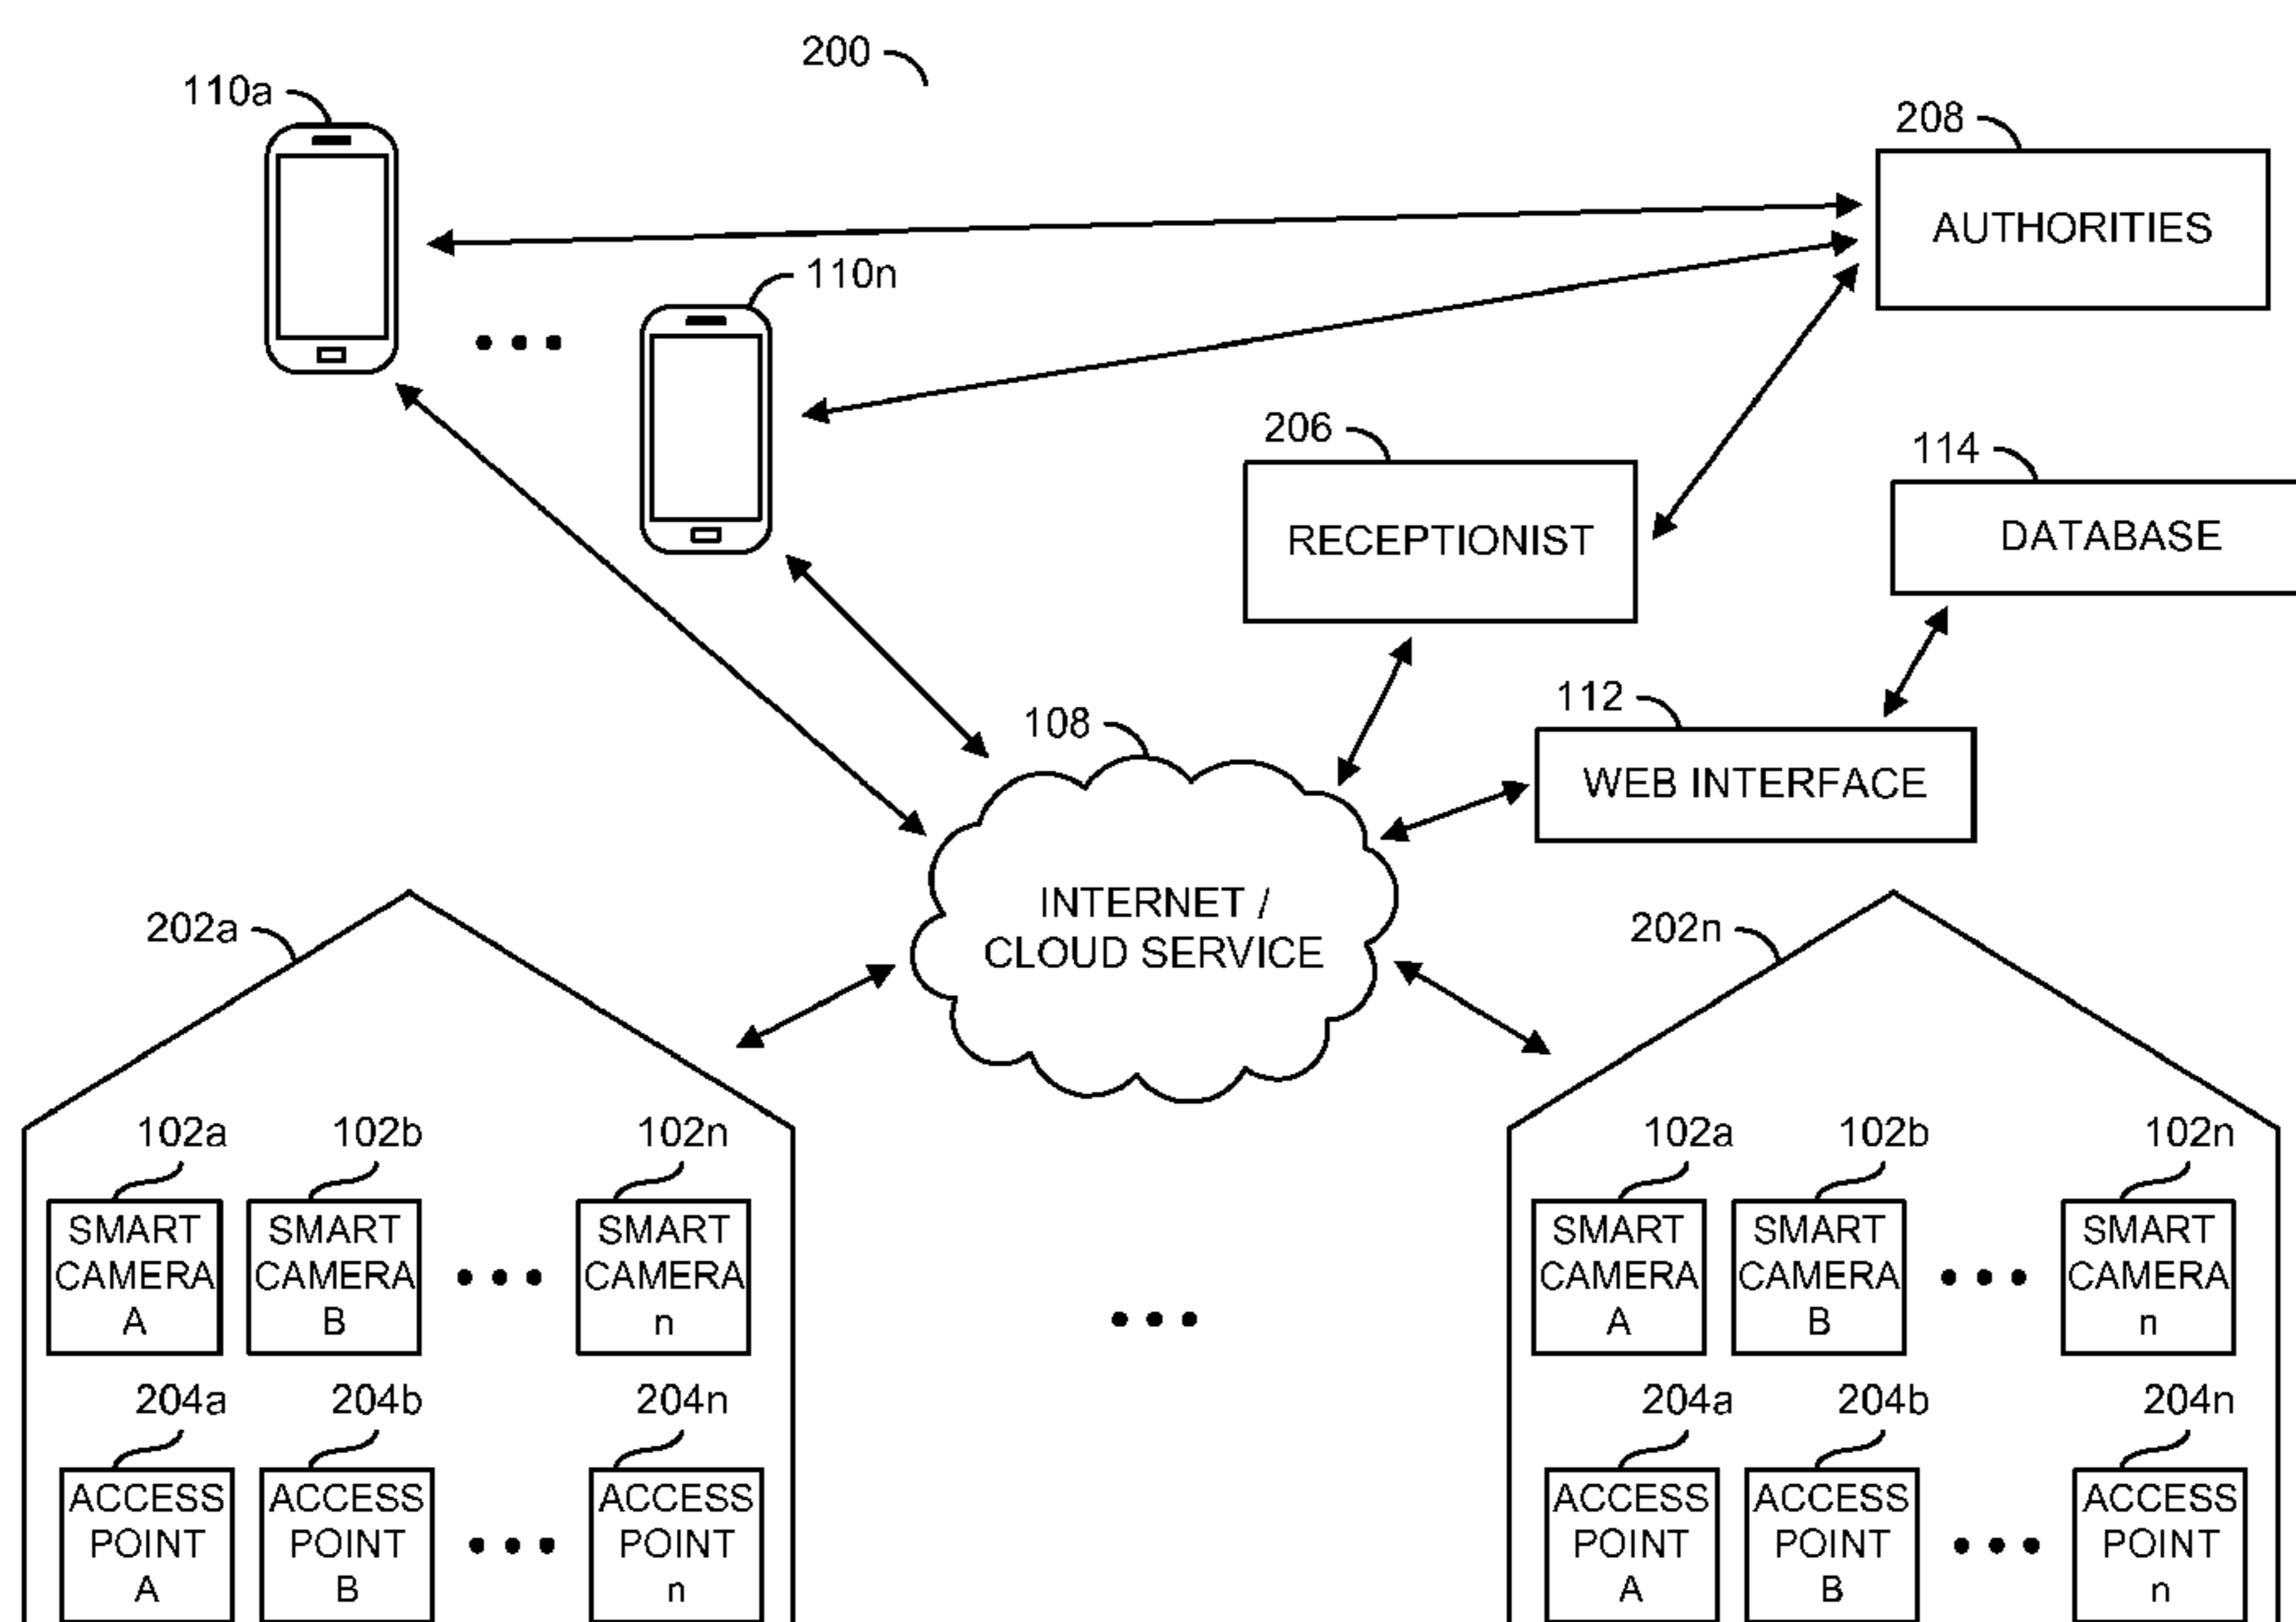 200
110a
208
AUTHORITIES
110n
206
RECEPTIONIST
114
DATABASE
112
WEB INTERFACE
108
INTERNET /
CLOUD SERVICE
202a
202n
102a 102b 102n
SMART
CAMERA
A
SMART
CAMERA
B
SMART
CAMERA
n
204a 204b 204n
ACCESS
POINT
A
ACCESS
POINT
B
ACCESS
POINT
n
102a 102b 102n
SMART
CAMERA
A
SMART
CAMERA
B
SMART
CAMERA
n
204a 204b 204n
ACCESS
POINT
A
ACCESS
POINT
B
ACCESS
POINT
n